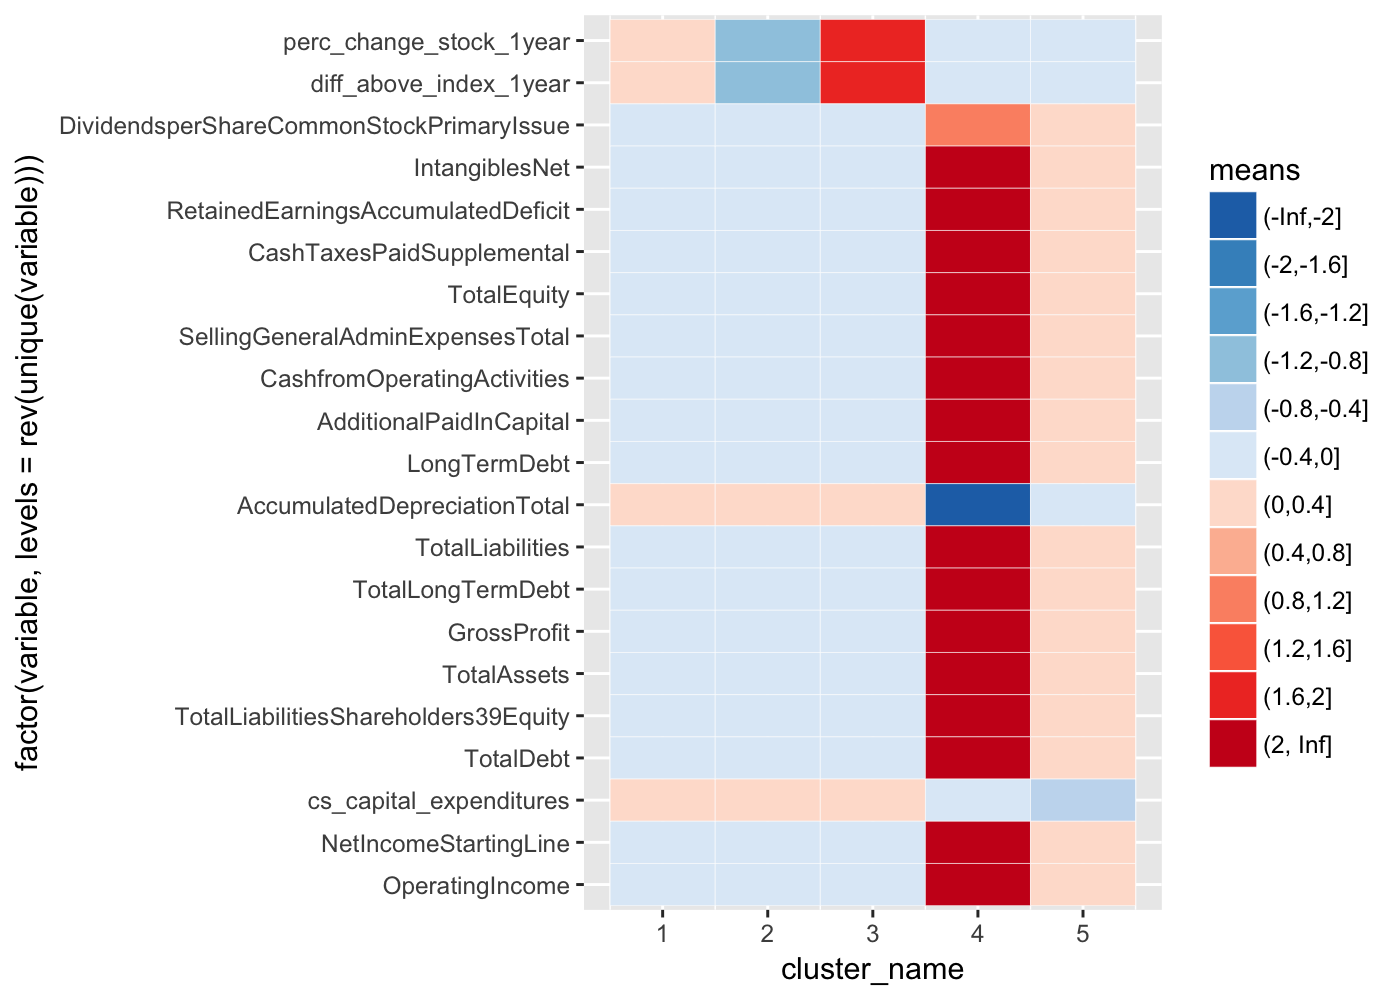 factor(variable, levels = rev(unique(variable)))
perc_change_stock_1year
diff_above_index_1year
DividendsperShareCommonStockPrimaryIssue
IntangiblesNet
RetainedEarningsAccumulatedDeficit
CashTaxesPaidSupplemental
TotalEquity
SellingGeneralAdminExpensesTotal
CashfromOperatingActivities
AdditionalPaidInCapital
LongTermDebt
AccumulatedDepreciationTotal
TotalLiabilities
TotalLongTermDebt
GrossProfit
TotalAssets
TotalLiabilitiesShareholders39Equity
TotalDebt
cs_capital_expenditures
NetIncomeStartingLine
OperatingIncome
1 2 3 4 5
cluster_name
means
(-Inf,-2]
(-2,-1.6]
(-1.6,-1.2]
(-1.2,-0.8]
(-0.8,-0.4]
(-0.4,0]
(0,0.4]
(0.4,0.8]
(0.8,1.2]
(1.2,1.6]
(1.6,2]
(2, Inf]